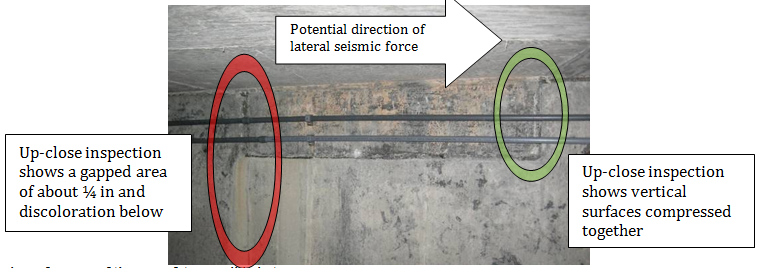 Potential direction of
lateral seismic force
Up-close inspection
shows a gapped area
of about ¼ in and
discoloration below
Up-close inspection
shows vertical
surfaces compressed
together